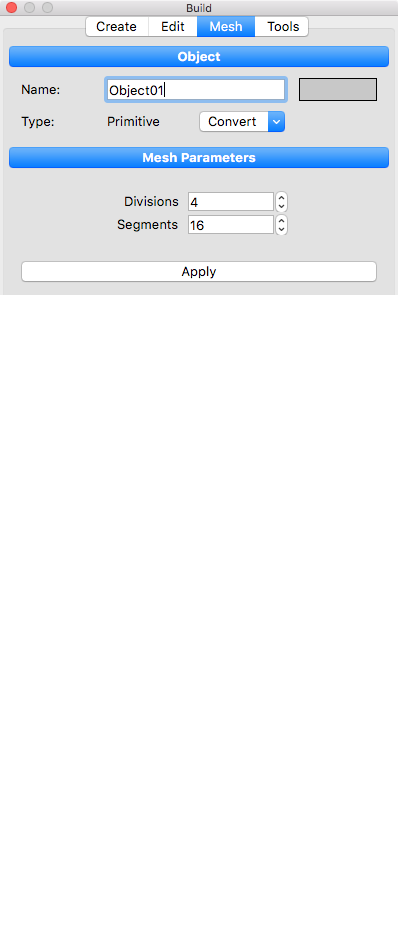 Build
Create Edit Mesh Tools
Object
Name: Object01
Type: Primitive Convert
Mesh Parameters
Divisions 4
Segments 16
Apply